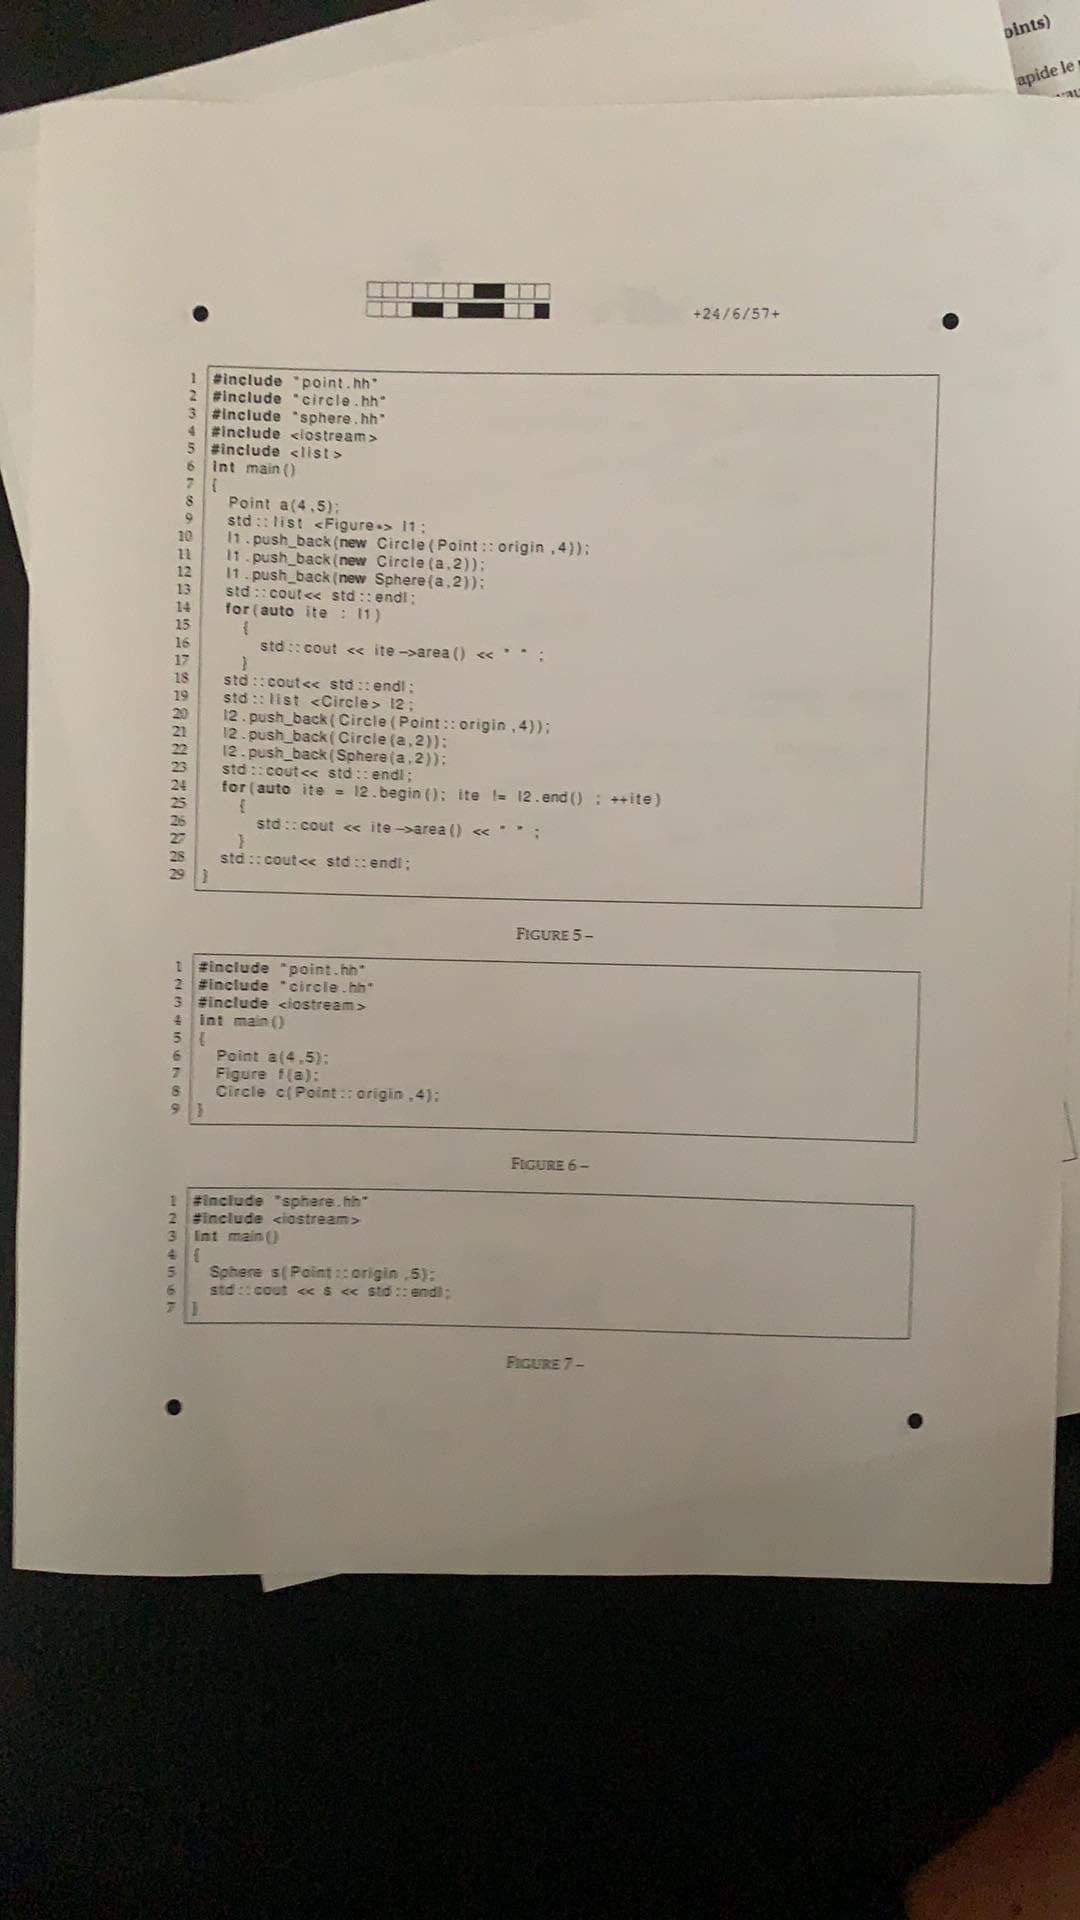 oints)
apide le
+24/6/57+
1 #include "point.hh"
2 #include "circle.hh"
3 #include "sphere.hh"
4 #include <iostream>
5 #include <list>
6 int main()
7 {
8 Point a(4,5);
9 std::list <Figure*> l1;
10 l1.push_back(new Circle(Point::origin,4));
11 l1.push_back(new Circle(a,2));
12 l1.push_back(new Sphere(a,2));
13 std::cout<< std::endl;
14 for(auto ite : l1)
15 {
16 std::cout << ite->area() << " " ;
17 }
18 std::cout<< std::endl;
19 std::list <Circle> l2;
20 l2.push_back(Circle(Point::origin,4));
21 l2.push_back(Circle(a,2));
22 l2.push_back(Sphere(a,2));
23 std::cout<< std::endl;
24 for(auto ite = l2.begin(); ite != l2.end() ; ++ite)
25 {
26 std::cout << ite->area() << " " ;
27 }
28 std::cout<< std::endl;
29 }
FIGURE 5 –
1 #include "point.hh"
2 #include "circle.hh"
3 #include <iostream>
4 int main()
5 {
6 Point a(4,5);
7 Figure f(a);
8 Circle c(Point::origin,4);
9 }
FIGURE 6 –
1 #include "sphere.hh"
2 #include <iostream>
3 int main()
4 {
5 Sphere s(Point::origin,5);
6 std::cout << s << std::endl;
7 }
FIGURE 7 –